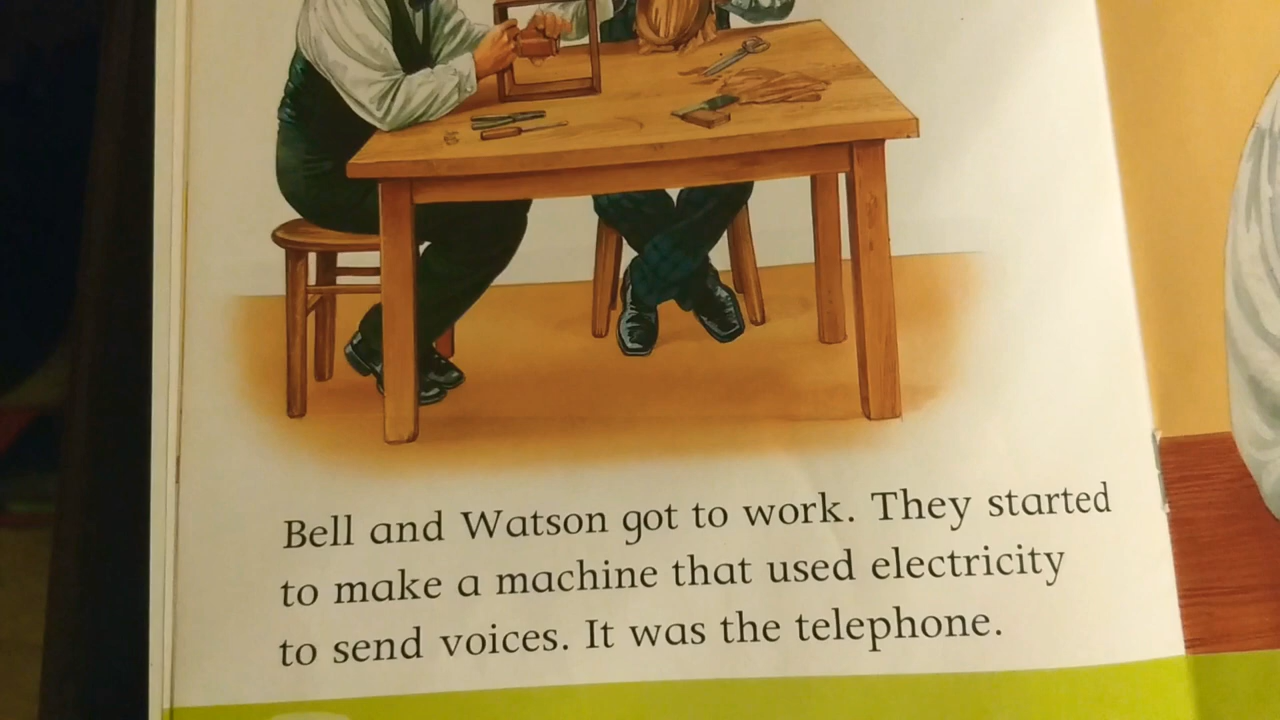 Bell and Watson got to work. They started
to make a machine that used electricity
to send voices. It was the telephone.